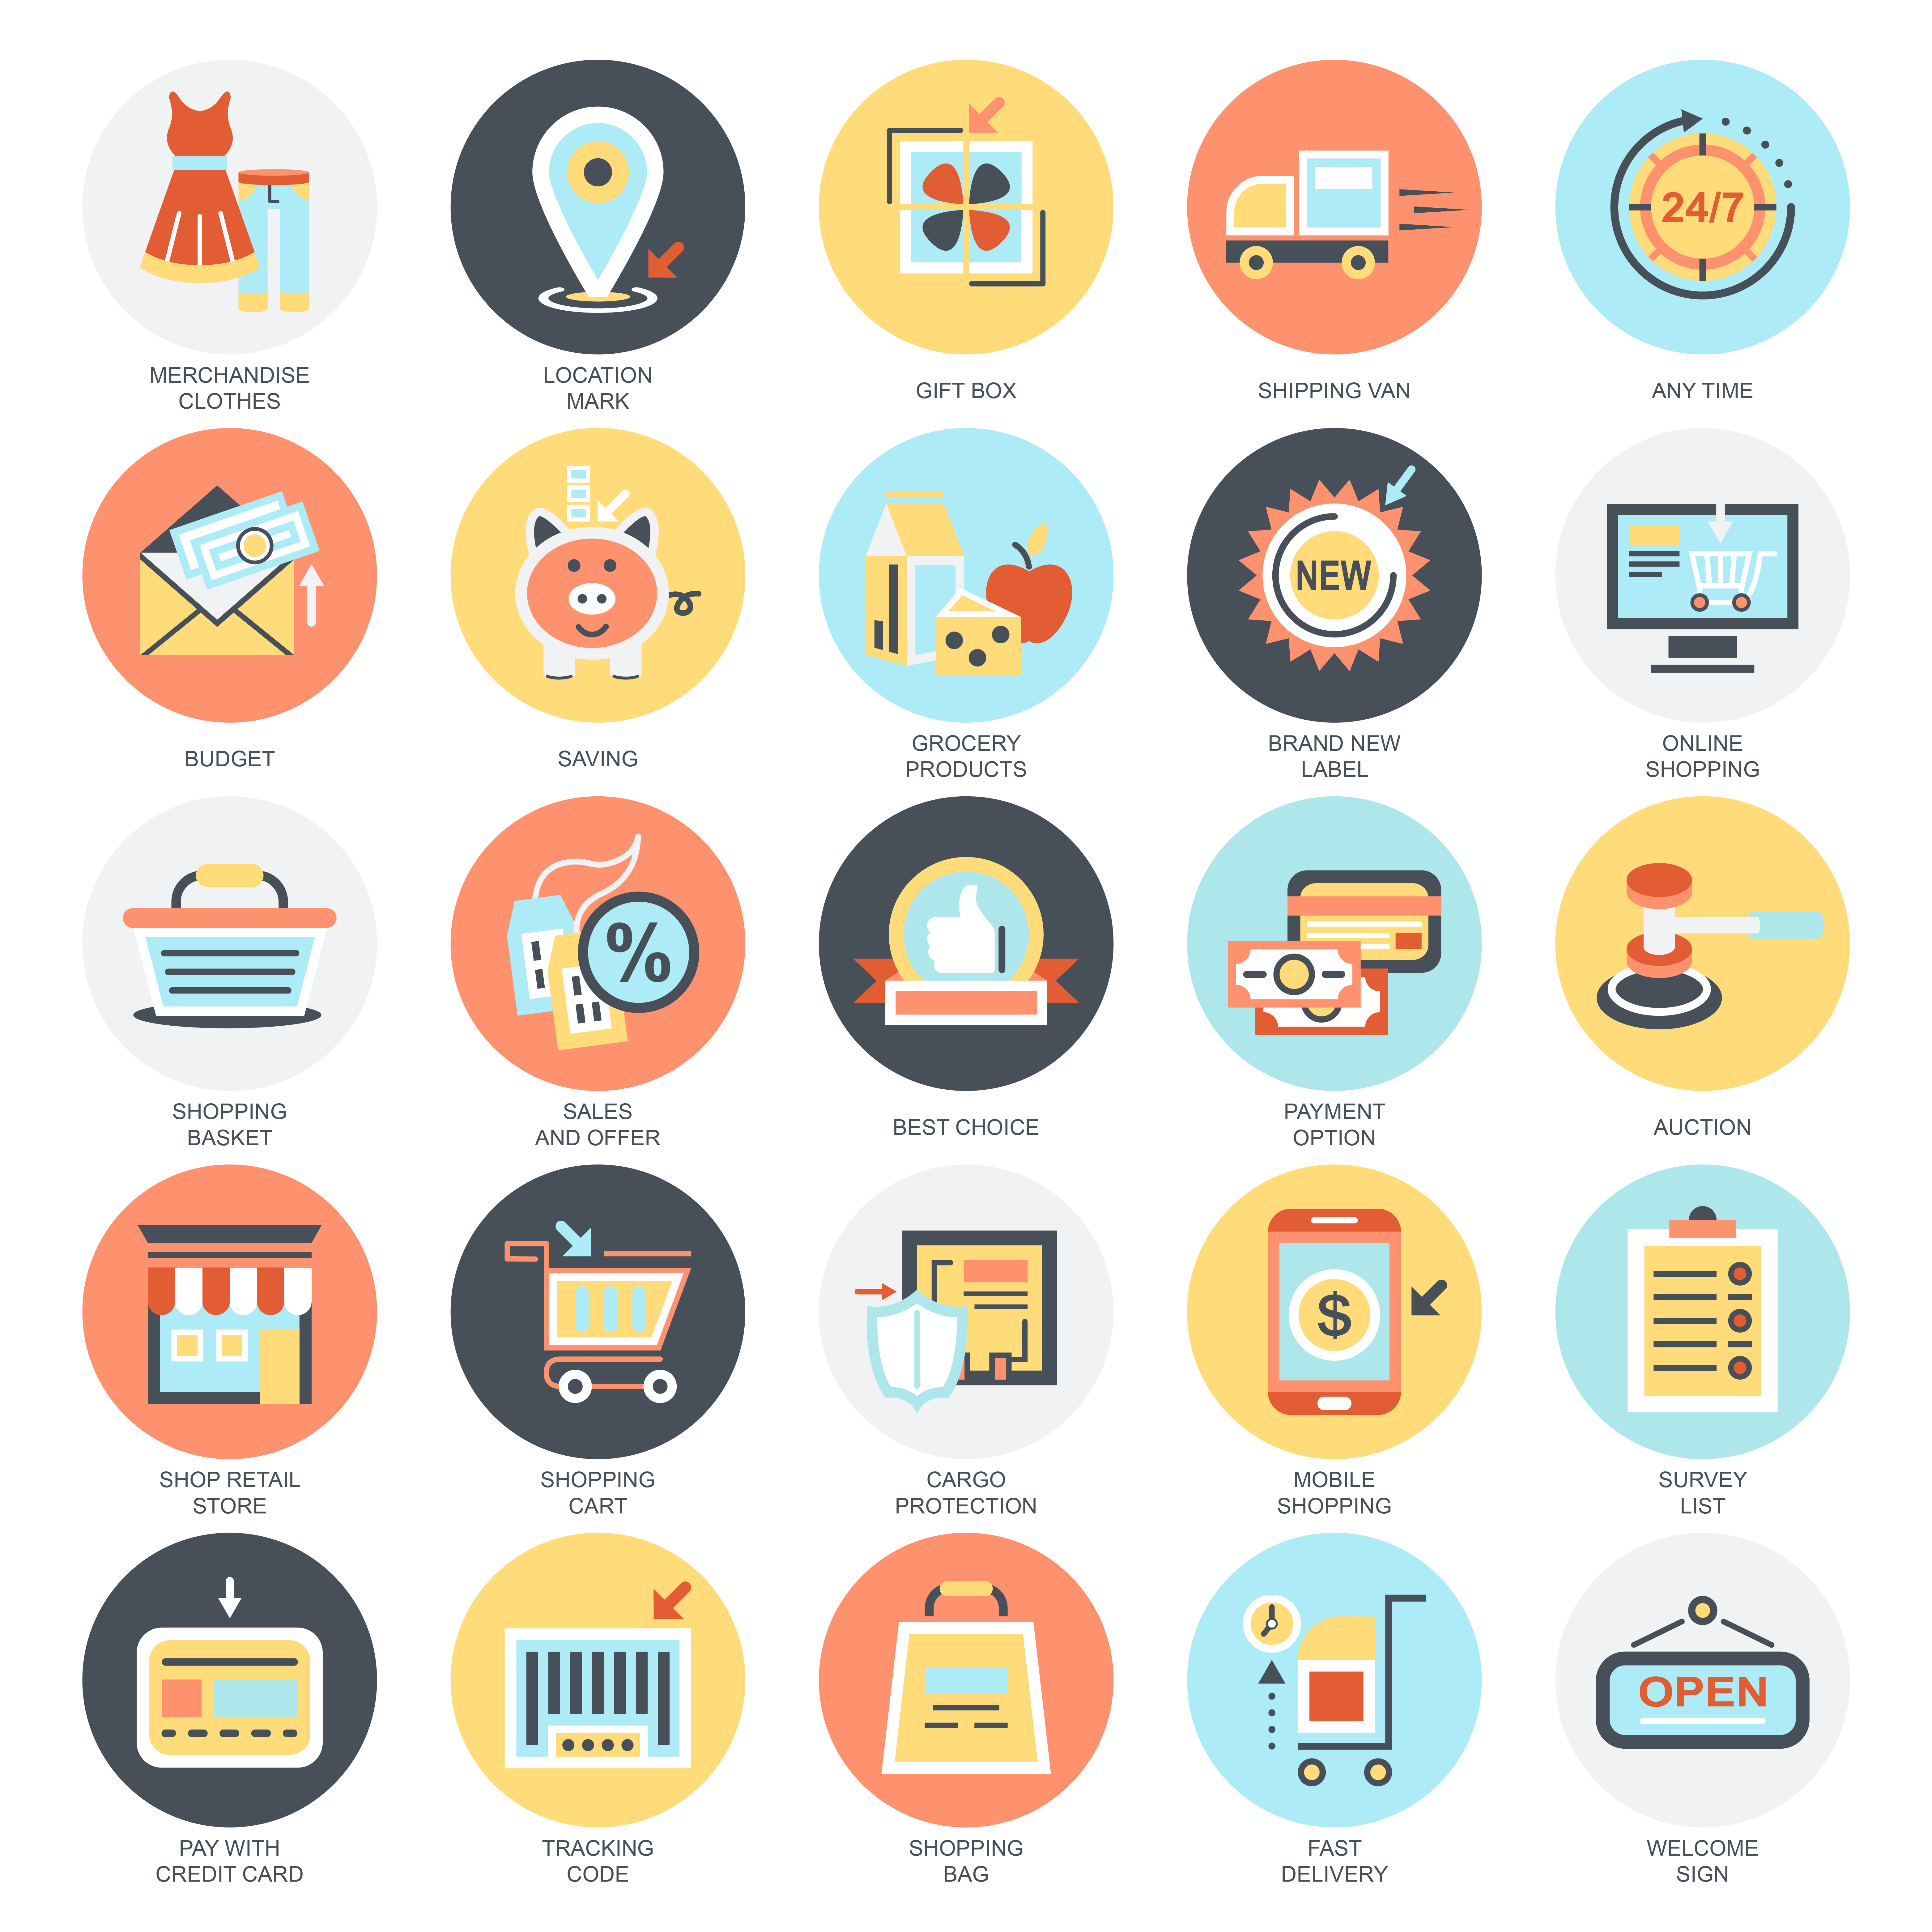 24/7
MERCHANDISE
CLOTHES
LOCATION
MARK
GIFT BOX
SHIPPING VAN
ANY TIME
NEW
BUDGET
SAVING
GROCERY
PRODUCTS
BRAND NEW
LABEL
ONLINE
SHOPPING
%
SHOPPING
BASKET
SALES
AND OFFER
BEST CHOICE
PAYMENT
OPTION
AUCTION
$
SHOP RETAIL
STORE
SHOPPING
CART
CARGO
PROTECTION
MOBILE
SHOPPING
SURVEY
LIST
OPEN
PAY WITH
CREDIT CARD
TRACKING
CODE
SHOPPING
BAG
FAST
DELIVERY
WELCOME
SIGN